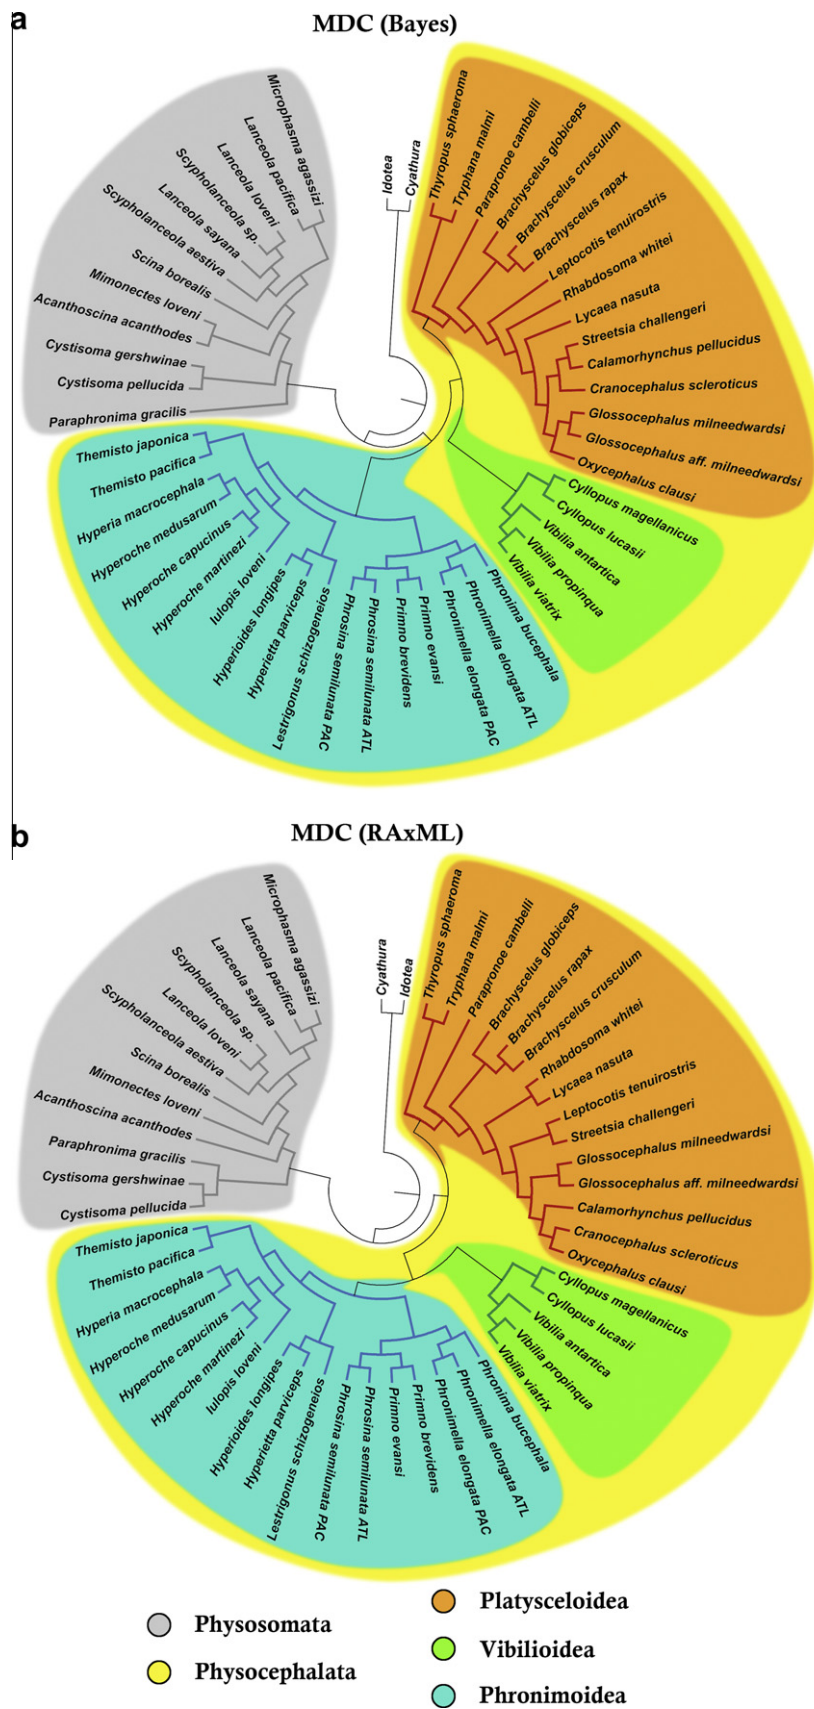 a
MDC (Bayes)
Microphasma agassizi
Lanceola pacifica
Lanceola loveni
Scypholanceola sp.
Lanceola sayana
Scypholanceola aestiva
Scina borealis
Mimonectes loveni
Acanthoscina acanthodes
Cystisoma gershwinae
Cystisoma pellucida
Paraphronima gracilis
Idotea
Cyathura
Thyropus sphaeroma
Tryphana malmi
Parapronoe cambelli
Brachyscelus globiceps
Brachyscelus crusculum
Brachyscelus rapax
Leptocotis tenuirostris
Rhabdosoma whitei
Lycaea nasuta
Streetsia challengeri
Calamorhynchus pellucidus
Cranocephalus scleroticus
Glossocephalus milneedwardsi
Glossocephalus aff. milneedwardsi
Oxycephalus clausi
Cyllopus magellanicus
Cyllopus lucasii
Vibilia antartica
Vibilia propinqua
Vibilia viatrix
Themisto japonica
Themisto pacifica
Hyperia macrocephala
Hyperoche medusarum
Hyperoche capucinus
Hyperoche martinezi
Iulopis loveni
Hyperioides longipes
Hyperietta parviceps
Lestrigonus schizogeneios
Phrosina semilunata PAC
Phrosina semilunata ATL
Primno brevidens
Primno evansi
Phronimella elongata PAC
Phronimella elongata ATL
Phronima bucephala
b
MDC (RAxML)
Microphasma agassizi
Lanceola pacifica
Lanceola sayana
Scypholanceola sp.
Lanceola loveni
Scypholanceola aestiva
Scina borealis
Mimonectes loveni
Acanthoscina acanthodes
Paraphronima gracilis
Cystisoma gershwinae
Cystisoma pellucida
Cyathura
Idotea
Thyropus sphaeroma
Tryphana malmi
Parapronoe cambelli
Brachyscelus globiceps
Brachyscelus rapax
Brachyscelus crusculum
Rhabdosoma whitei
Lycaea nasuta
Leptocotis tenuirostris
Streetsia challengeri
Glossocephalus milneedwardsi
Glossocephalus aff. milneedwardsi
Calamorhynchus pellucidus
Cranocephalus scleroticus
Oxycephalus clausi
Cyllopus magellanicus
Cyllopus lucasii
Vibilia antartica
Vibilia propinqua
Vibilia viatrix
Themisto japonica
Themisto pacifica
Hyperia macrocephala
Hyperoche medusarum
Hyperoche capucinus
Hyperoche martinezi
Iulopis loveni
Hyperioides longipes
Hyperietta parviceps
Lestrigonus schizogeneios
Phrosina semilunata PAC
Phrosina semilunata ATL
Primno evansi
Primno brevidens
Phronimella elongata PAC
Phronimella elongata ATL
Phronima bucephala
Physosomata
Physocephalata
Platysceloidea
Vibilioidea
Phronimoidea